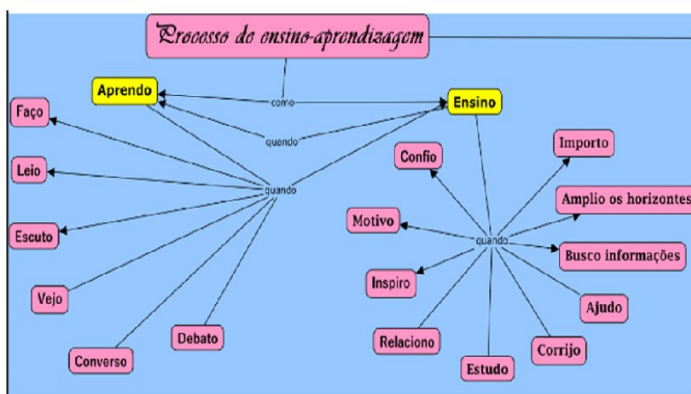 Processo de ensino-aprendizagem
Aprendo
como
Ensino
Faço
quando
Importo
Confio
Leio
quando
Amplio os horizontes
Motivo
Escuto
quando
Busco informações
Inspiro
Vejo
Ajudo
Debato
Relaciono
Corrijo
Converso
Estudo